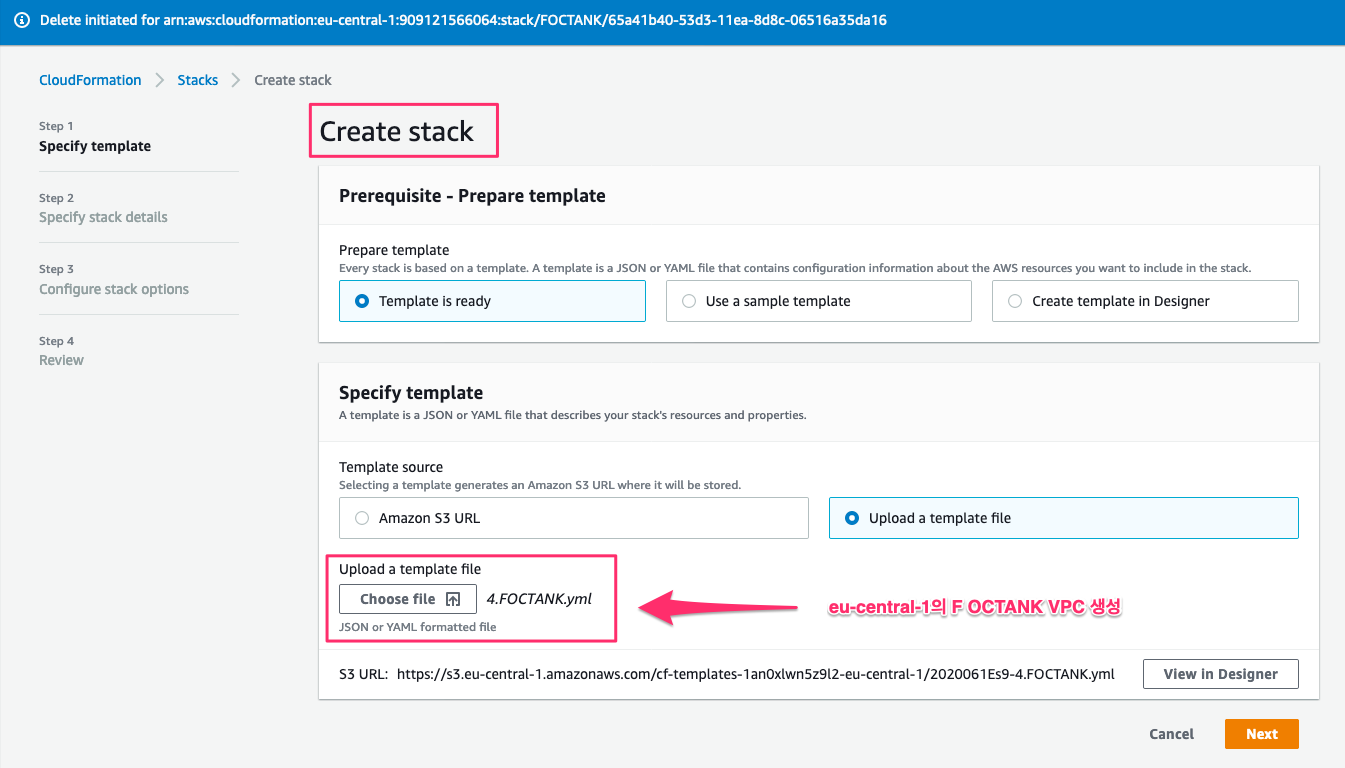 Delete initiated for arn:aws:cloudformation:eu-central-1:909121566064:stack/FOCTANK/65a41b40-53d3-11ea-8d8c-06516a35da16
CloudFormation > Stacks > Create stack
Step 1
Specify template
Step 2
Specify stack details
Step 3
Configure stack options
Step 4
Review
Create stack
Prerequisite - Prepare template
Prepare template
Every stack is based on a template. A template is a JSON or YAML file that contains configuration information about the AWS resources you want to include in the stack.
Template is ready
Use a sample template
Create template in Designer
Specify template
A template is a JSON or YAML file that describes your stack's resources and properties.
Template source
Selecting a template generates an Amazon S3 URL where it will be stored.
Amazon S3 URL
Upload a template file
Upload a template file
Choose file 4.FOCTANK.yml
JSON or YAML formatted file
eu-central-1의 F OCTANK VPC 생성
S3 URL: https://s3.eu-central-1.amazonaws.com/cf-templates-1an0xlwn5z9l2-eu-central-1/2020061Es9-4.FOCTANK.yml
View in Designer
Cancel
Next